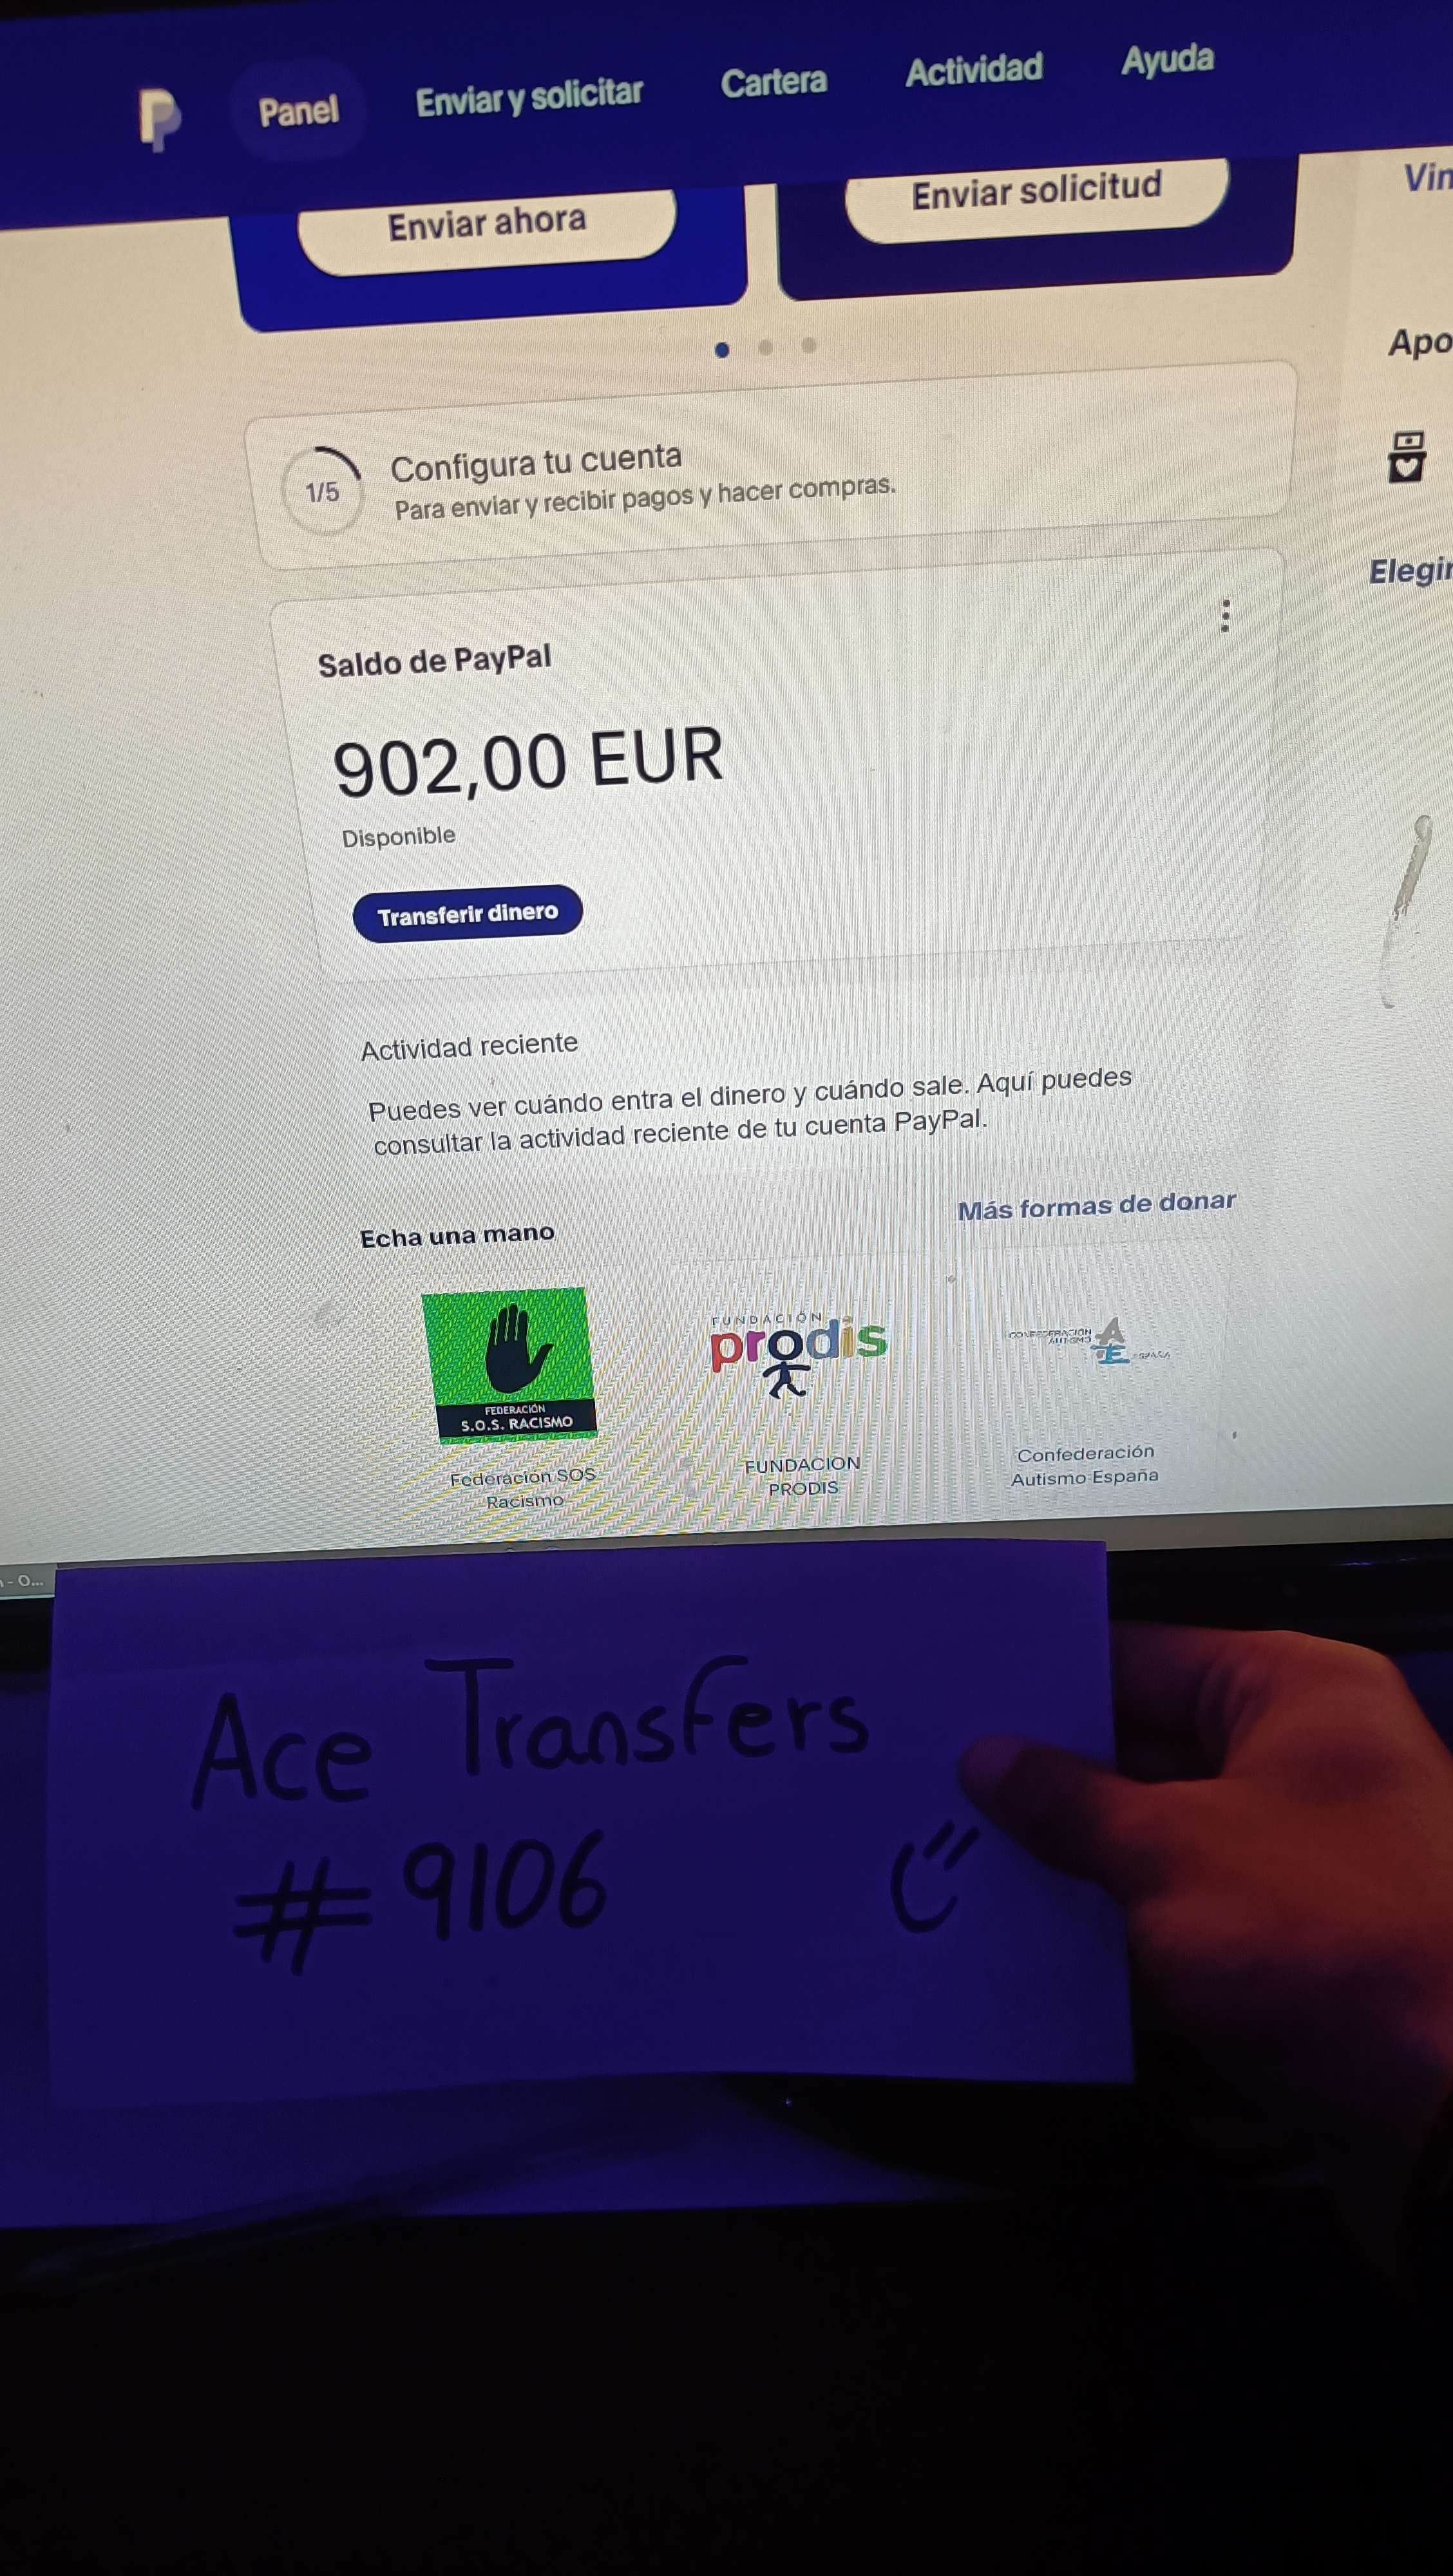 Panel
Enviar y solicitar
Cartera
Actividad
Ayuda
Enviar ahora
Enviar solicitud
Vin
Apo
1/5
Configura tu cuenta
Para enviar y recibir pagos y hacer compras.
Elegir
Saldo de PayPal
902,00 EUR
Disponible
Transferir dinero
Actividad reciente
Puedes ver cuándo entra el dinero y cuándo sale. Aquí puedes
consultar la actividad reciente de tu cuenta PayPal.
Echa una mano
Más formas de donar
FEDERACIÓN
S.O.S. RACISMO
Federación SOS
Racismo
FUNDACIÓN
prodis
FUNDACION
PRODIS
CONFEDERACIÓN
AUTISMO
ESPAÑA
Confederación
Autismo España
- O...
Ace Transfers
#9106